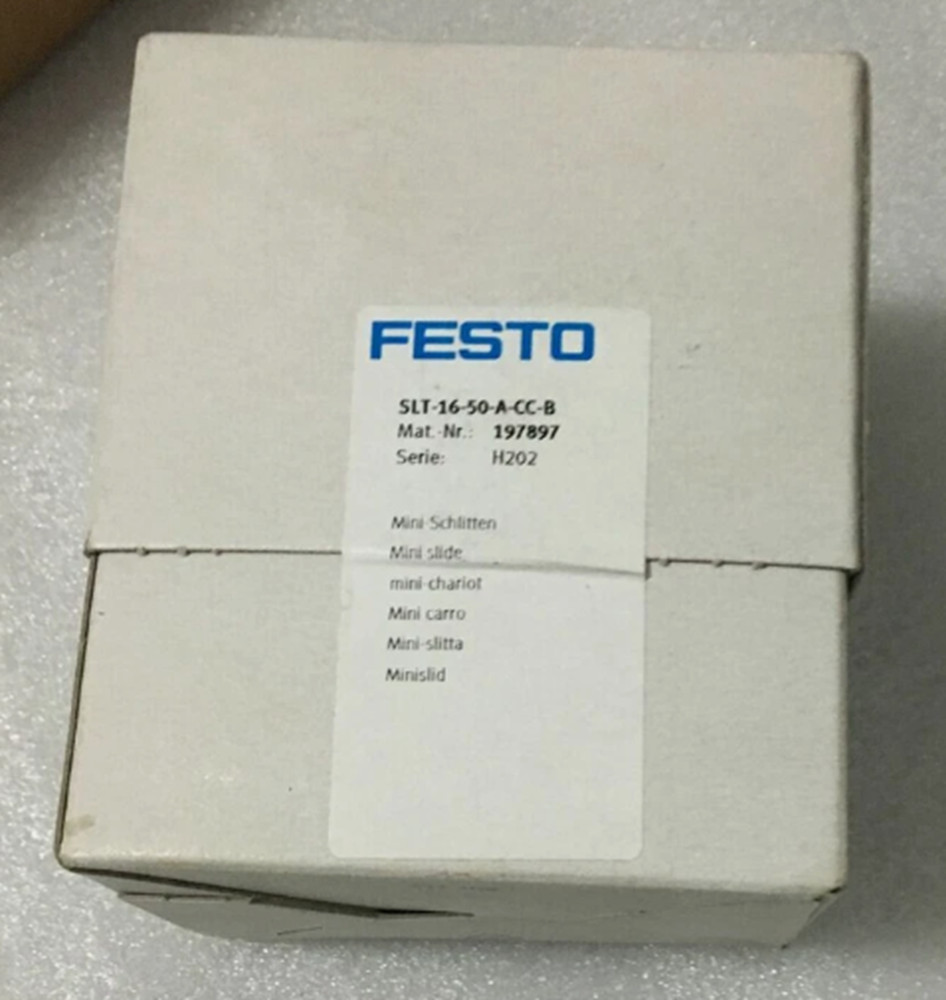 FESTO
SLT-16-50-A-CC-B
Mat.-Nr.: 197897
Serie: H202
Mini-Schlitten
Mini slide
mini-chariot
Mini carro
Mini-slitta
Minislid